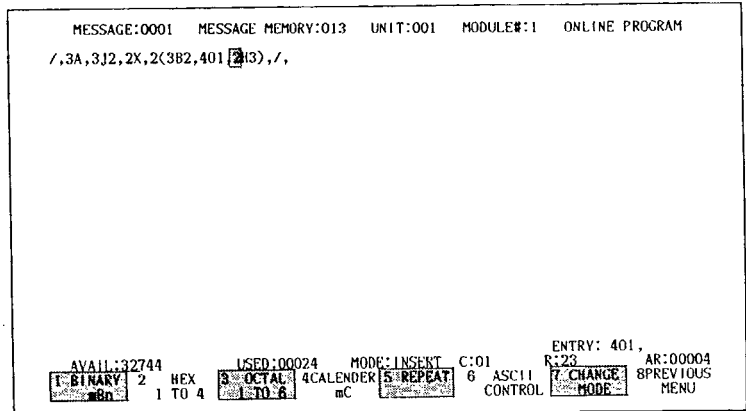 MESSAGE:0001 MESSAGE MEMORY:013 UNIT:001 MODULE#:1 ONLINE PROGRAM
/,3A,3J2,2X,2(3B2,4O1,2H3),/,
ENTRY: 4O1,
AVAIL:32744 USED:00024 MODE:INSERT C:01 R:23 AR:00004
1 BINARY 2 HEX 3 OCTAL 4CALENDER 5 REPEAT 6 ASCII 7 CHANGE 8PREVIOUS
mBn 1 TO 4 1 TO 6 mC CONTROL MODE MENU